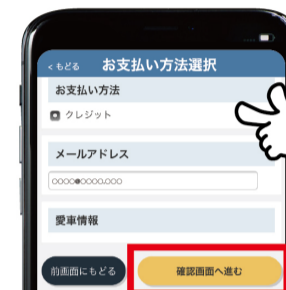 < もどる お支払い方法選択
お支払い方法
クレジット
メールアドレス
○○○○●○○○○.○○○
愛車情報
前画面にもどる 確認画面へ進む